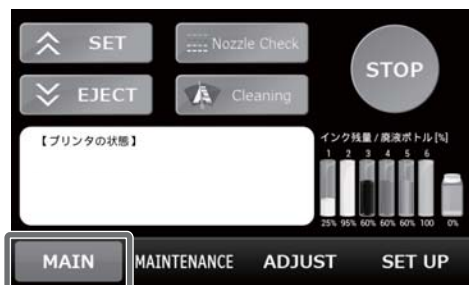 SET
Nozzle Check
STOP
EJECT
Cleaning
【プリンタの状態】
インク残量/廃液ボトル[%]
1 2 3 4 5 6
25% 95% 60% 60% 60% 100 0%
MAIN MAINTENANCE ADJUST SET UP